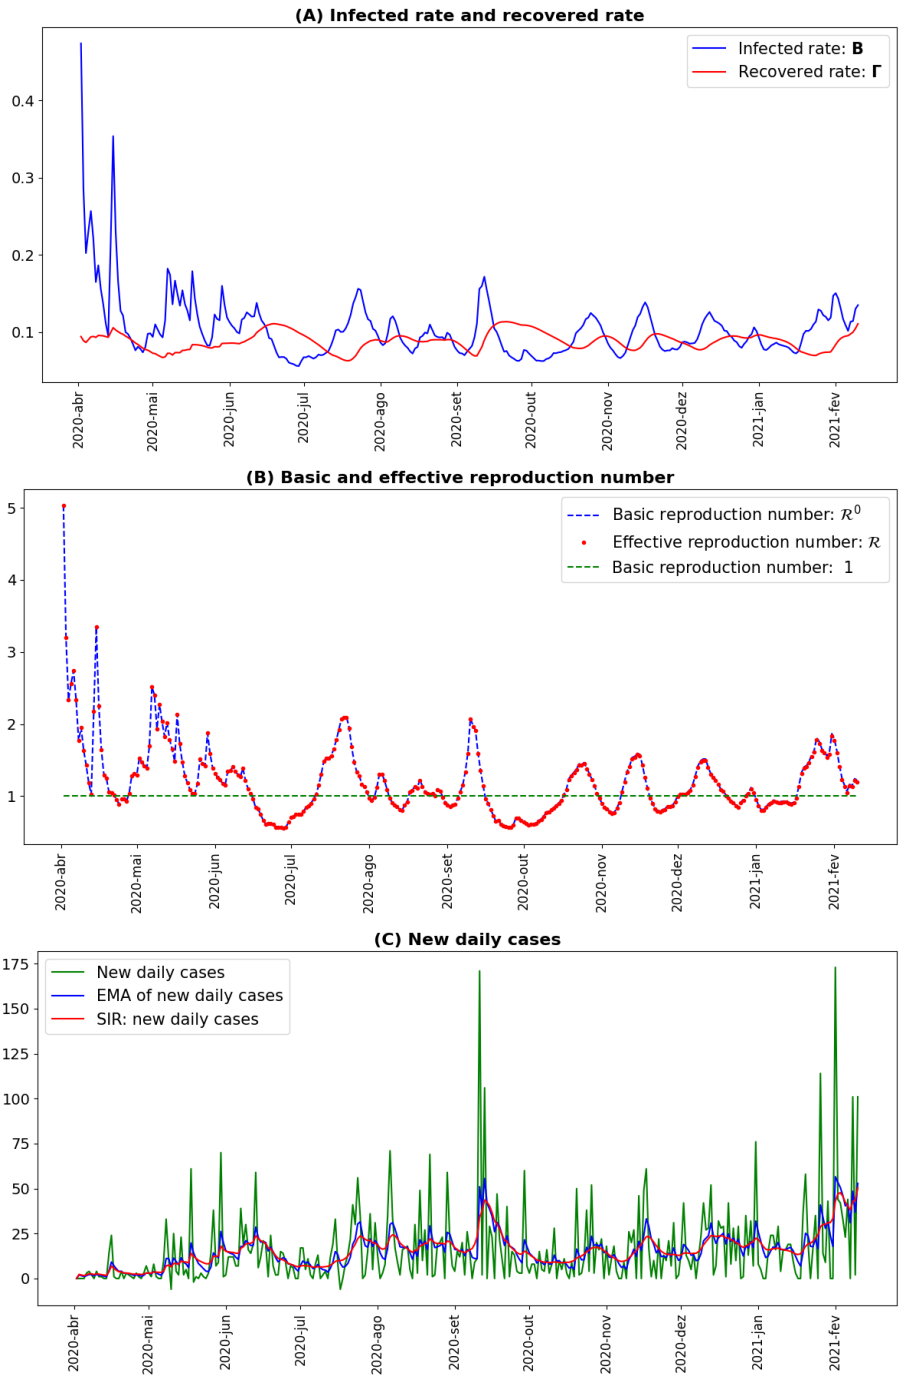 (A) Infected rate and recovered rate
Infected rate: B
Recovered rate: Γ
0.4
0.3
0.2
0.1
2020-abr
2020-mai
2020-jun
2020-jul
2020-ago
2020-set
2020-out
2020-nov
2020-dez
2021-jan
2021-fev
(B) Basic and effective reproduction number
Basic reproduction number: ℛ⁰
Effective reproduction number: ℛ
Basic reproduction number: 1
5
4
3
2
1
2020-abr
2020-mai
2020-jun
2020-jul
2020-ago
2020-set
2020-out
2020-nov
2020-dez
2021-jan
2021-fev
(C) New daily cases
New daily cases
EMA of new daily cases
SIR: new daily cases
175
150
125
100
75
50
25
0
2020-abr
2020-mai
2020-jun
2020-jul
2020-ago
2020-set
2020-out
2020-nov
2020-dez
2021-jan
2021-fev